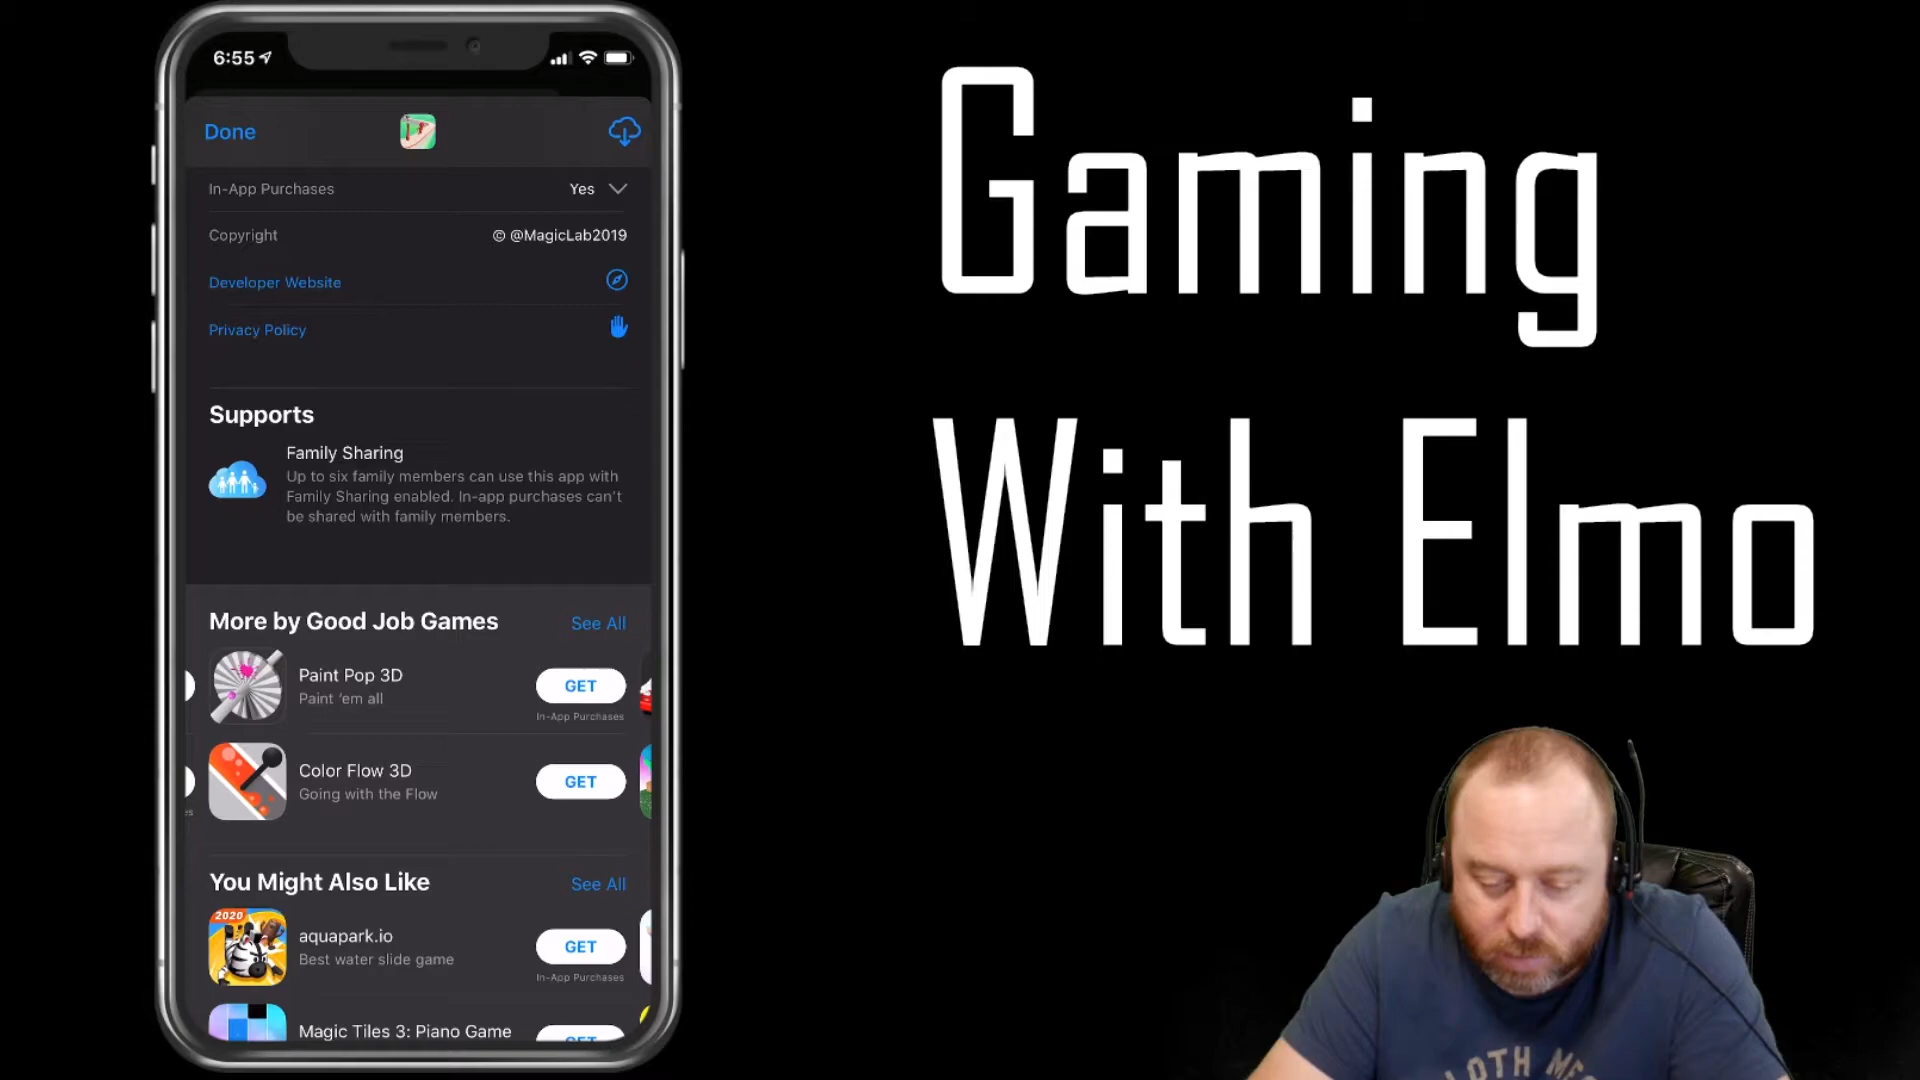 6:55
Done
In-App Purchases Yes
Copyright © @MagicLab2019
Developer Website
Privacy Policy
Supports
Family Sharing
Up to six family members can use this app with
Family Sharing enabled. In-app purchases can't
be shared with family members.
More by Good Job Games See All
Paint Pop 3D
Paint 'em all
GET
In-App Purchases
Color Flow 3D
Going with the Flow
GET
You Might Also Like See All
2020
aquapark.io
Best water slide game
GET
In-App Purchases
Magic Tiles 3: Piano Game
GET
Gaming
With Elmo